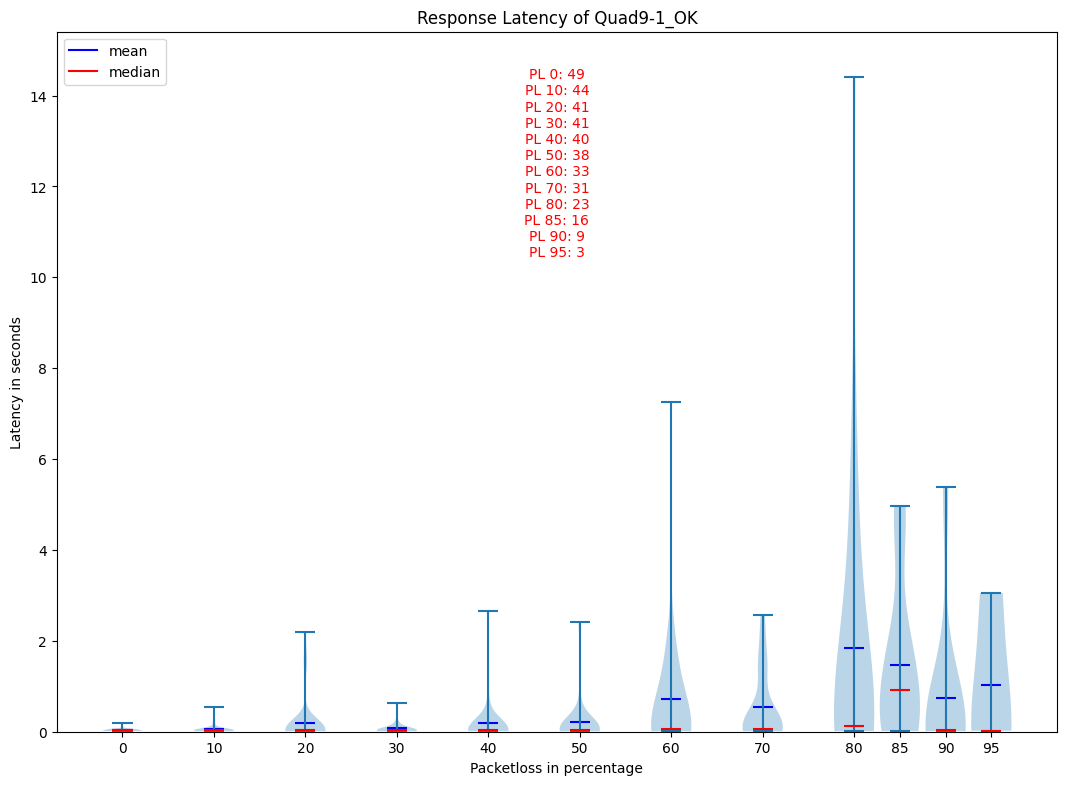 Response Latency of Quad9-1_OK
mean
median
PL 0: 49
PL 10: 44
PL 20: 41
PL 30: 41
PL 40: 40
PL 50: 38
PL 60: 33
PL 70: 31
PL 80: 23
PL 85: 16
PL 90: 9
PL 95: 3
14
12
10
8
6
4
2
0
Latency in seconds
0 10 20 30 40 50 60 70 80 85 90 95
Packetloss in percentage